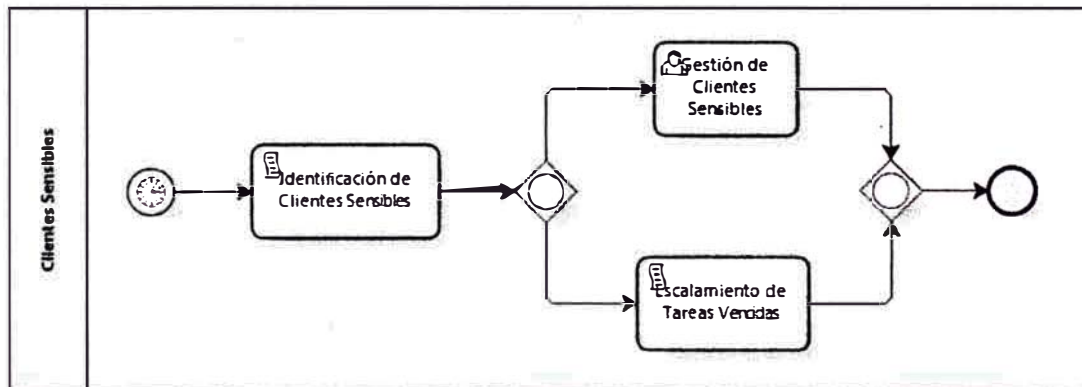 Clientes Sensibles
Identificación de
Clientes Sensibles
Gestión de
Clientes
Sensibles
Escalamiento de
Tareas Vencidas